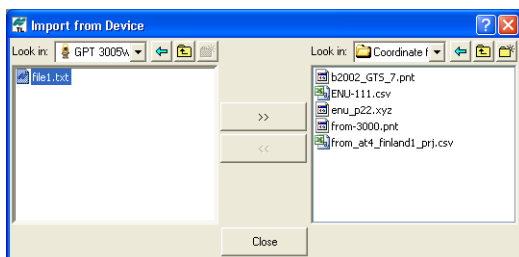 Import from Device
Look in: GPT 3005W
Look in: Coordinate f
file1.txt
b2002_GTS_7.pnt
ENU-111.csv
enu_p22.xyz
from-3000.pnt
from_at4_finland1_prj.csv
>>
<<
Close